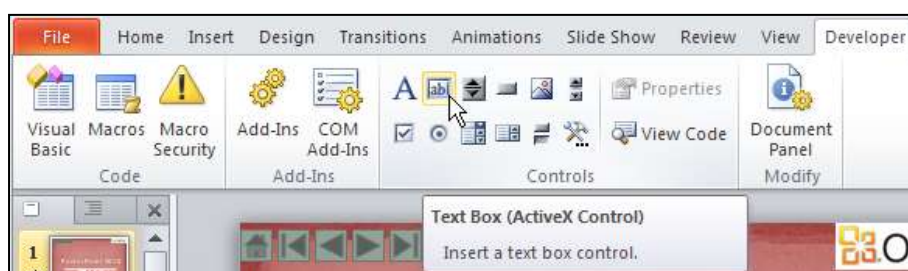 File Home Insert Design Transitions Animations Slide Show Review View Developer
A ab Properties
Visual Basic Macros Macro Security Add-Ins COM Add-Ins View Code Document Panel
Code Add-Ins Controls Modify
Text Box (ActiveX Control)
1 Insert a text box control.
O